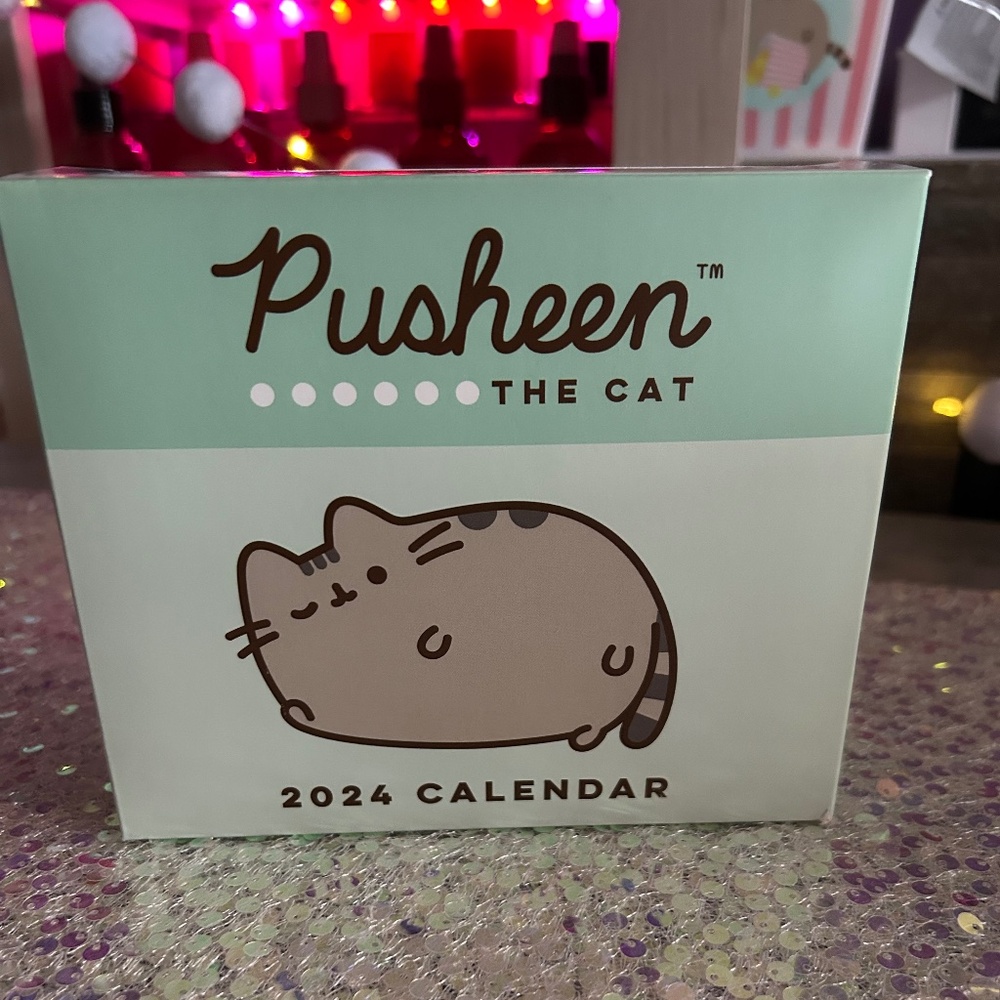 Pusheen™
THE CAT
2024 CALENDAR